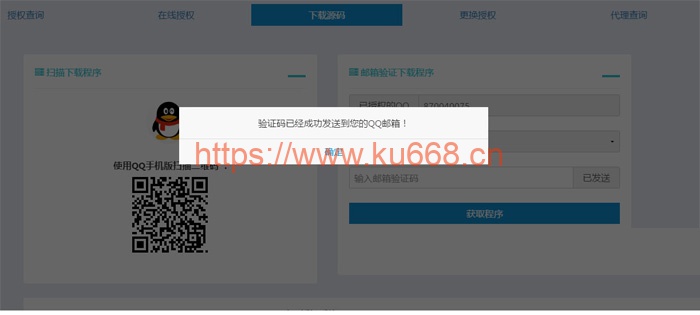 授权查询
在线授权
下载源码
更换授权
代理查询
扫描下载程序
邮箱验证下载程序
已授权的QQ
验证码已经成功发送到您的QQ邮箱！
确定
https://www.ku668.cn
使用QQ手机版扫描二维码
输入邮箱验证码
已发送
获取程序